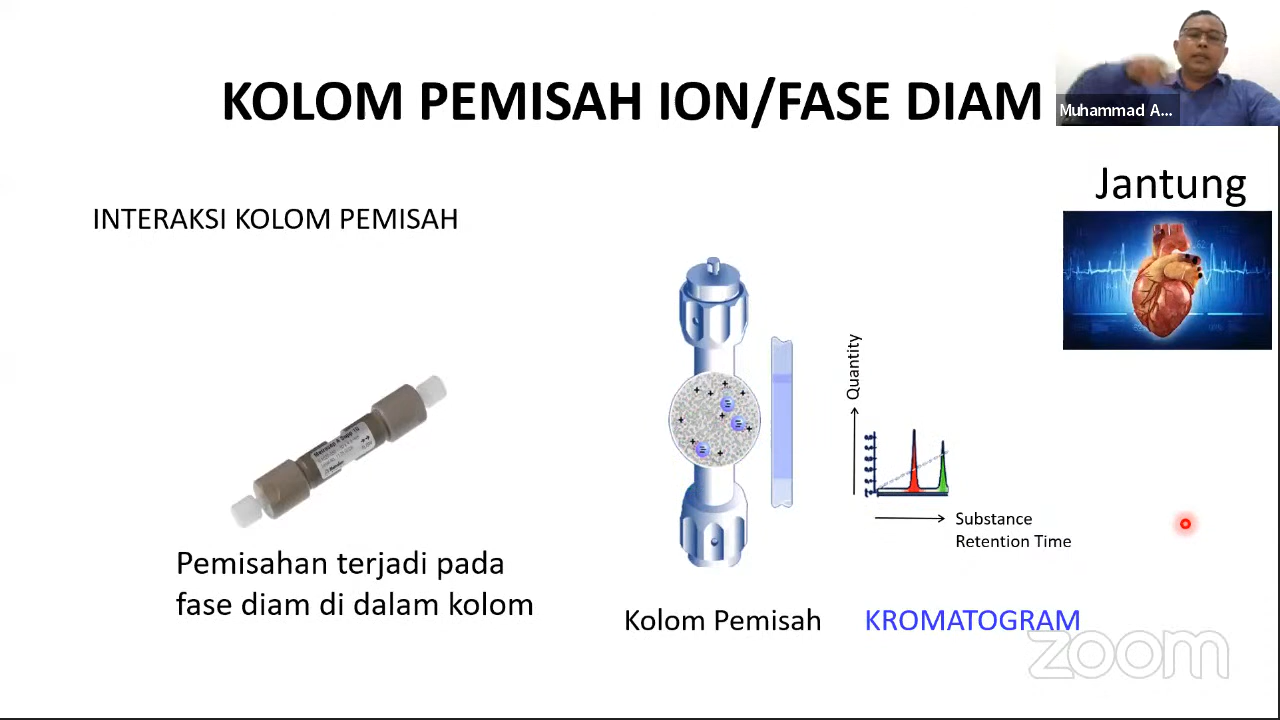 KOLOM PEMISAH ION/FASE DIAM
Muhammad A...
Jantung
INTERAKSI KOLOM PEMISAH
Quantity
Substance
Retention Time
Pemisahan terjadi pada
fase diam di dalam kolom
Kolom Pemisah
KROMATOGRAM
zoom